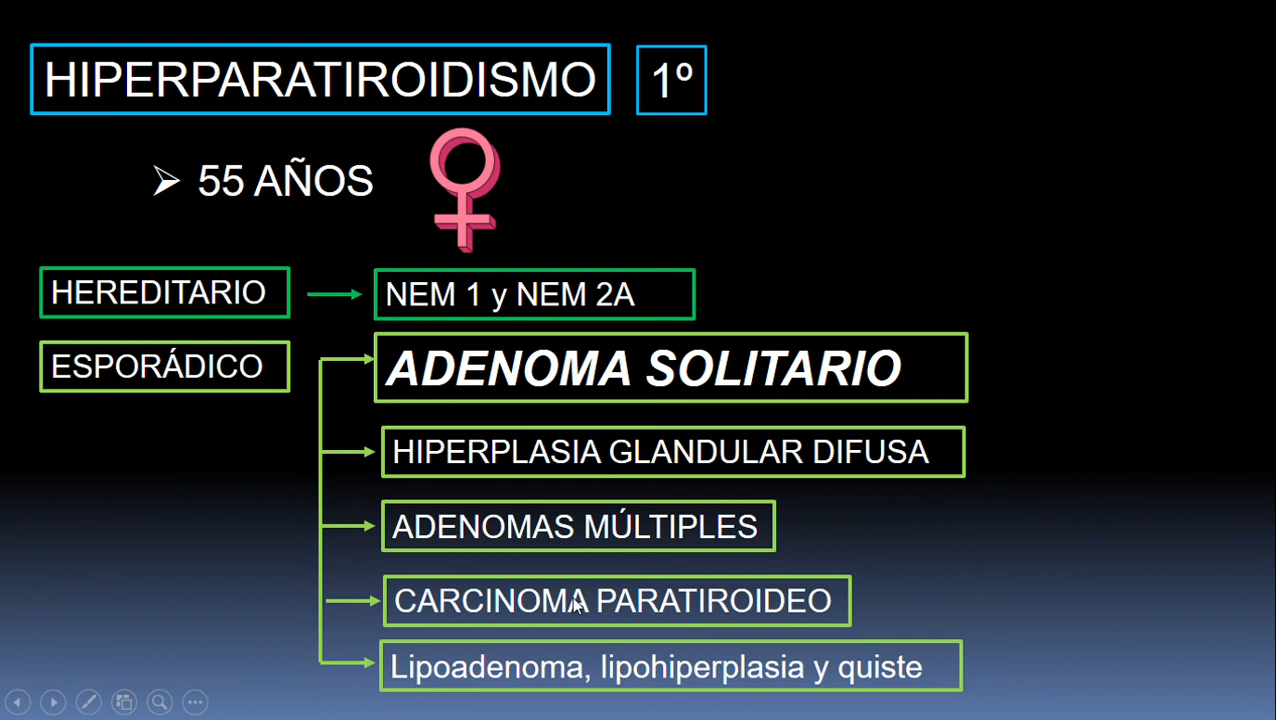 HIPERPARATIROIDISMO 1º
55 AÑOS
HEREDITARIO
NEM 1 y NEM 2A
ESPORÁDICO
ADENOMA SOLITARIO
HIPERPLASIA GLANDULAR DIFUSA
ADENOMAS MÚLTIPLES
CARCINOMA PARATIROIDEO
Lipoadenoma, lipohiperplasia y quiste